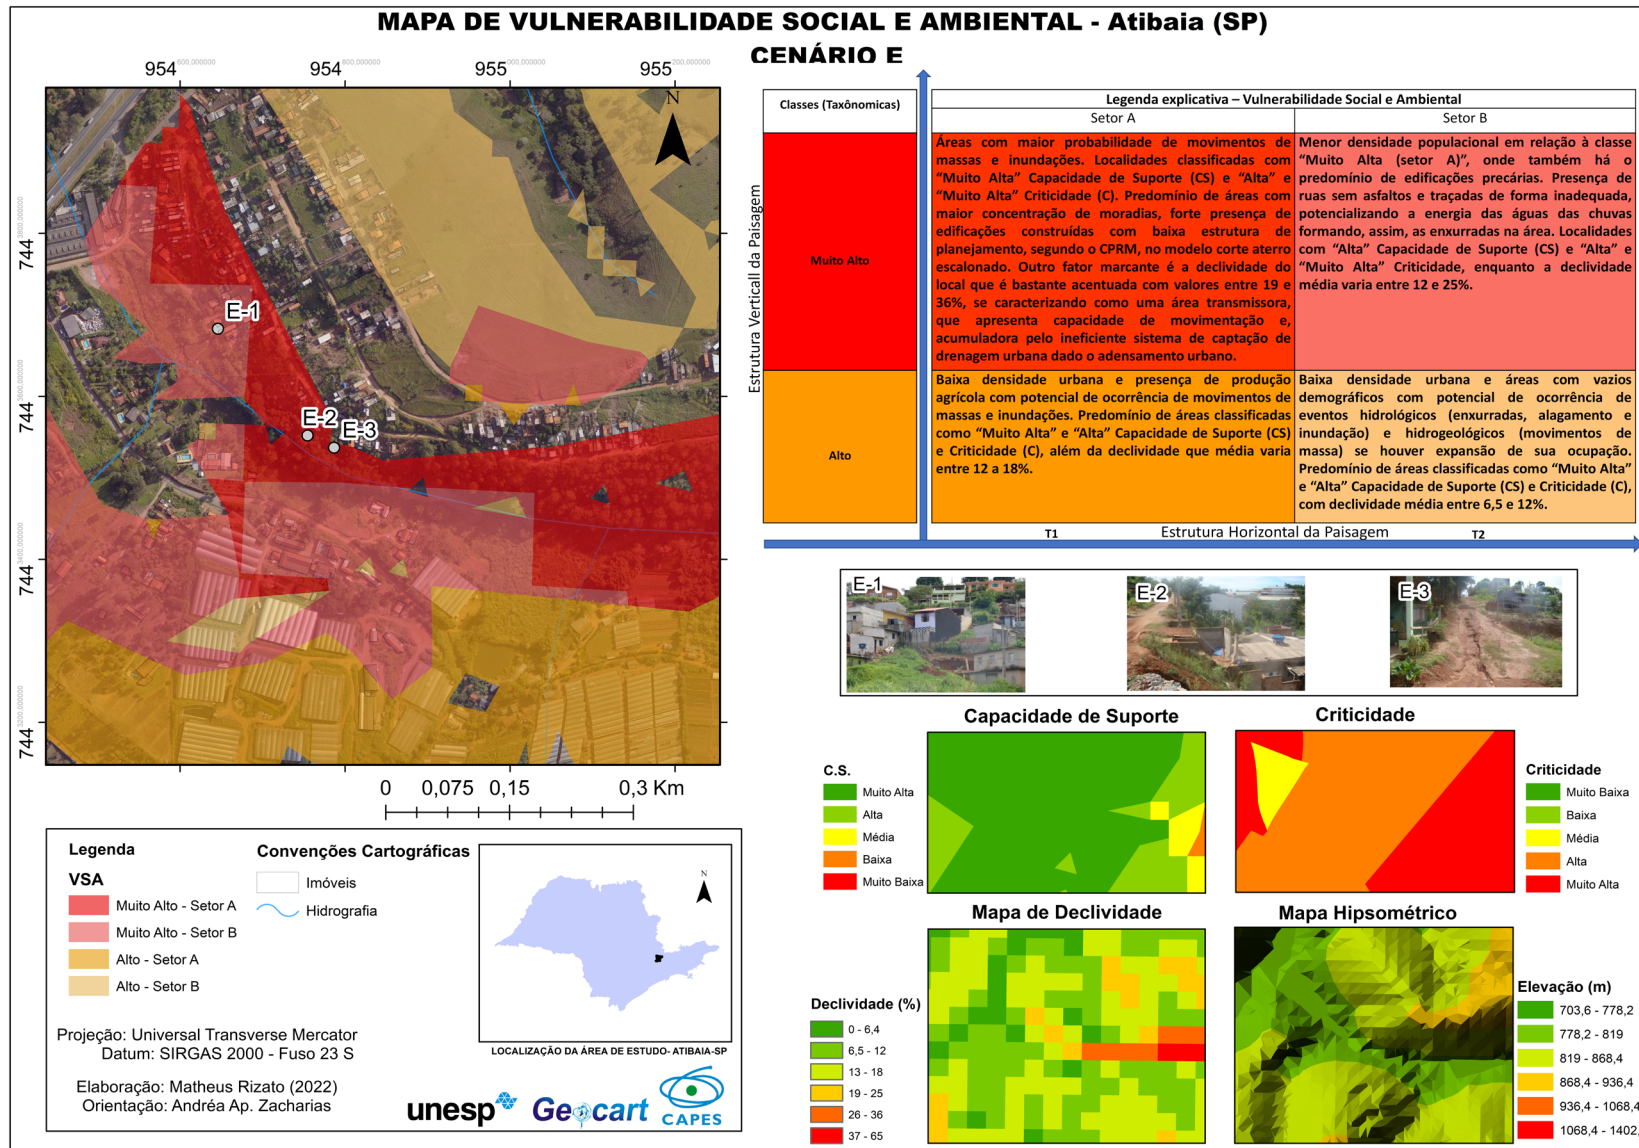 MAPA DE VULNERABILIDADE SOCIAL E AMBIENTAL - Atibaia (SP)
CENÁRIO E
954 600,000000
954 800,000000
955 000,000000
955 200,000000
744 3800,000000
744 3600,000000
744 3400,000000
744 3200,000000
N
E-1
E-2
E-3
0 0,075 0,15 0,3 Km
Classes (Taxônomicas)
Legenda explicativa – Vulnerabilidade Social e Ambiental
Setor A
Setor B
Estrutura Verticall da Paisagem
Muito Alto
Áreas com maior probabilidade de movimentos de
massas e inundações. Localidades classificadas com
“Muito Alta” Capacidade de Suporte (CS) e “Alta” e
“Muito Alta” Criticidade (C). Predomínio de áreas com
maior concentração de moradias, forte presença de
edificações construídas com baixa estrutura de
planejamento, segundo o CPRM, no modelo corte aterro
escalonado. Outro fator marcante é a declividade do
local que é bastante acentuada com valores entre 19 e
36%, se caracterizando como uma área transmissora,
que apresenta capacidade de movimentação e,
acumuladora pelo ineficiente sistema de captação de
drenagem urbana dado o adensamento urbano.
Menor densidade populacional em relação à classe
“Muito Alta (setor A)”, onde também há o
predomínio de edificações precárias. Presença de
ruas sem asfaltos e traçadas de forma inadequada,
potencializando a energia das águas das chuvas
formando, assim, as enxurradas na área. Localidades
com “Alta” Capacidade de Suporte (CS) e “Alta” e
“Muito Alta” Criticidade, enquanto a declividade
média varia entre 12 e 25%.
Alto
Baixa densidade urbana e presença de produção
agrícola com potencial de ocorrência de movimentos de
massas e inundações. Predomínio de áreas classificadas
como “Muito Alta” e “Alta” Capacidade de Suporte (CS)
e Criticidade (C), além da declividade que média varia
entre 12 a 18%.
Baixa densidade urbana e áreas com vazios
demográficos com potencial de ocorrência de
eventos hidrológicos (enxurradas, alagamento e
inundação) e hidrogeológicos (movimentos de
massa) se houver expansão de sua ocupação.
Predomínio de áreas classificadas como “Muito Alta”
e “Alta” Capacidade de Suporte (CS) e Criticidade (C),
com declividade média entre 6,5 e 12%.
T1 Estrutura Horizontal da Paisagem T2
E-1
E-2
E-3
Capacidade de Suporte
C.S.
Muito Alta
Alta
Média
Baixa
Muito Baixa
Criticidade
Criticidade
Muito Baixa
Baixa
Média
Alta
Muito Alta
Mapa de Declividade
Declividade (%)
0 - 6,4
6,5 - 12
13 - 18
19 - 25
26 - 36
37 - 65
Mapa Hipsométrico
Elevação (m)
703,6 - 778,2
778,2 - 819
819 - 868,4
868,4 - 936,4
936,4 - 1068,4
1068,4 - 1402,
Legenda
VSA
Muito Alto - Setor A
Muito Alto - Setor B
Alto - Setor A
Alto - Setor B
Convenções Cartográficas
Imóveis
Hidrografia
N
LOCALIZAÇÃO DA ÁREA DE ESTUDO- ATIBAIA-SP
Projeção: Universal Transverse Mercator
Datum: SIRGAS 2000 - Fuso 23 S
Elaboração: Matheus Rizato (2022)
Orientação: Andréa Ap. Zacharias
unesp
Geocart
CAPES